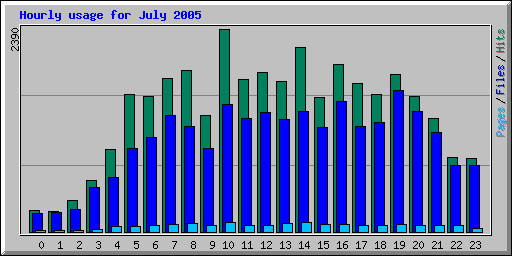 Hourly usage for July 2005
2390
Pages / Files / Hits
0 1 2 3 4 5 6 7 8 9 10 11 12 13 14 15 16 17 18 19 20 21 22 23